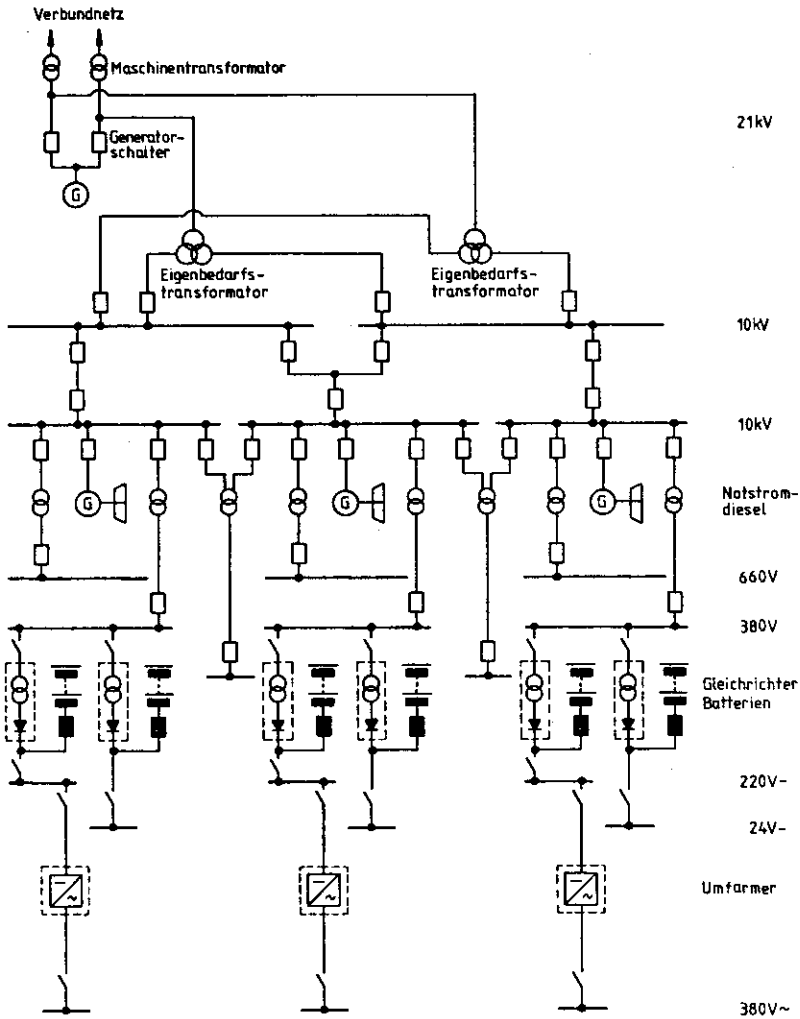 Verbundnetz
Maschinentransformator
21kV
Generator-
schalter
G
Eigenbedarfs-
transformator
Eigenbedarfs-
transformator
10kV
10kV
G
G
G
Notstrom-
diesel
660V
380V
Gleichrichter
Batterien
220V-
24V-
Umformer
380V~